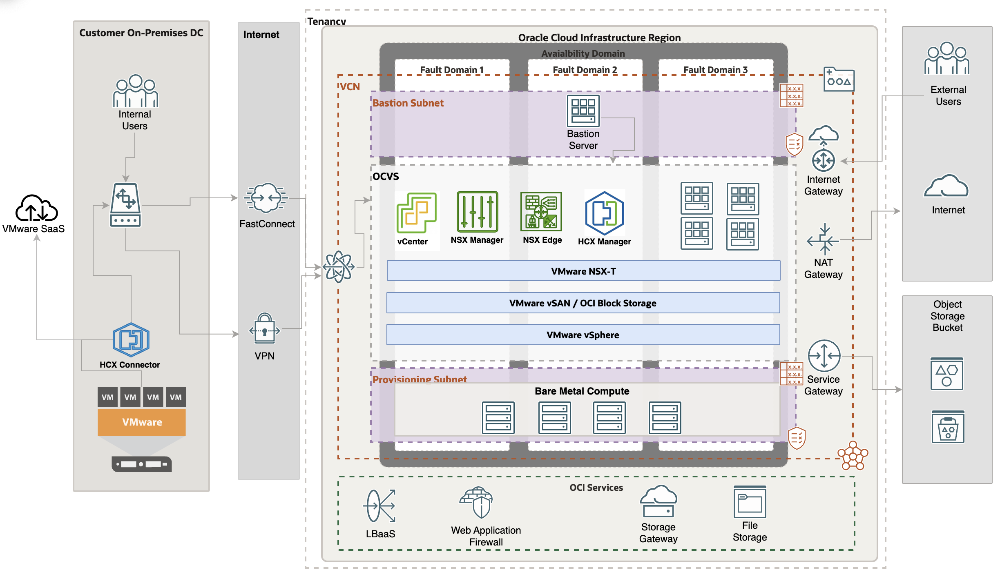 Customer On-Premises DC
Internal
Users
VMware SaaS
HCX Connector
VM VM VM VM
VMware
Internet
FastConnect
VPN
Tenancy
Oracle Cloud Infrastructure Region
Avaialbility Domain
Fault Domain 1
Fault Domain 2
Fault Domain 3
VCN
Bastion Subnet
Bastion
Server
x.x.x.
x.x.x.
x.x.x.
OCVS
vCenter
NSX Manager
VPN
NSX Edge
HCX Manager
VMware NSX-T
VMware vSAN / OCI Block Storage
VMware vSphere
Provisioning Subnet
Bare Metal Compute
x.x.x.
x.x.x.
x.x.x.
Internet
Gateway
NAT
Gateway
Service
Gateway
OCI Services
LBaaS
Web Application
Firewall
Storage
Gateway
File
Storage
External
Users
Internet
Object
Storage
Bucket